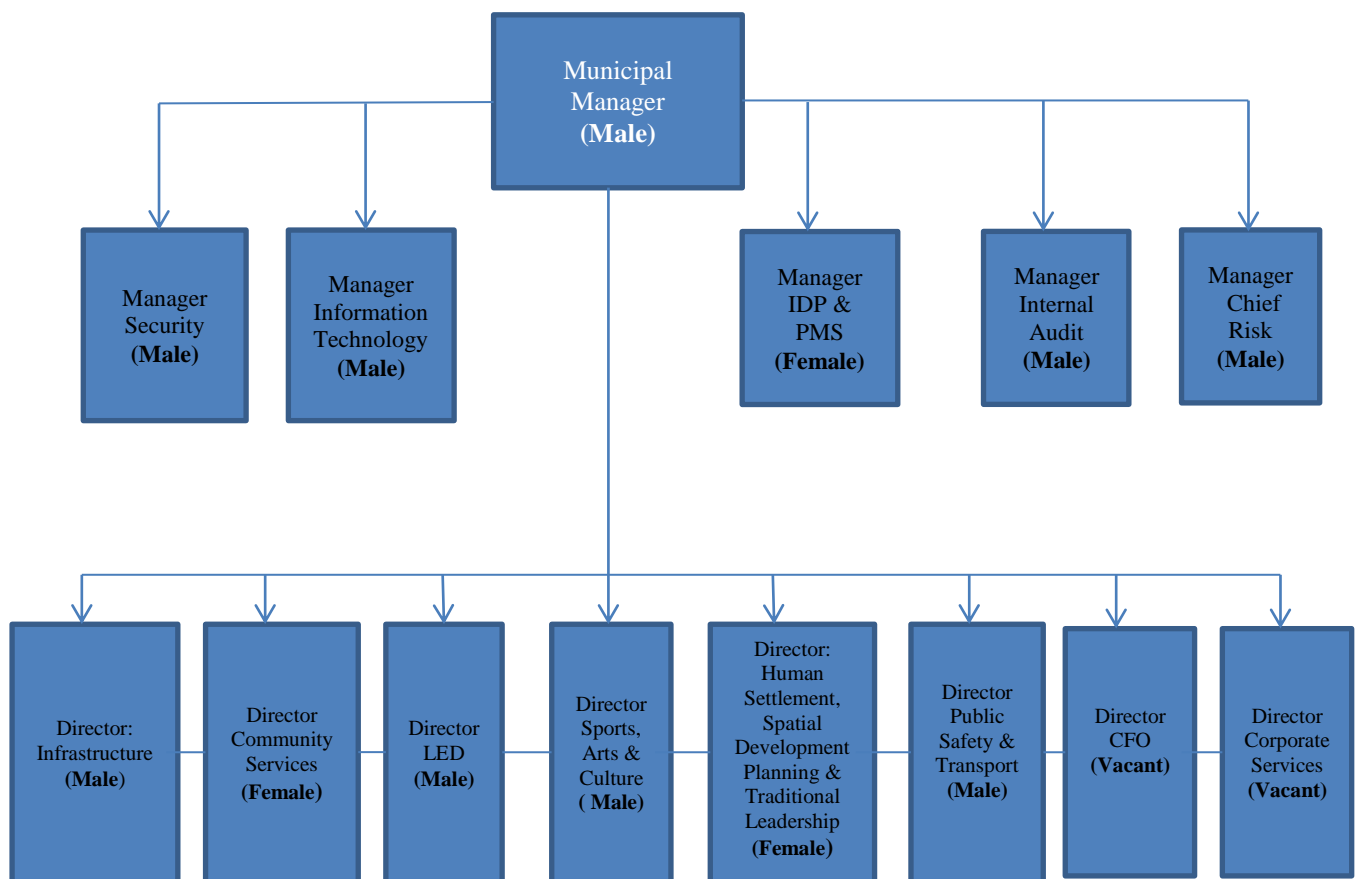 Municipal
Manager
(Male)
Manager
Security
(Male)
Manager
Information
Technology
(Male)
Manager
IDP &
PMS
(Female)
Manager
Internal
Audit
(Male)
Manager
Chief
Risk
(Male)
Director:
Infrastructure
(Male)
Director
Community
Services
(Female)
Director
LED
(Male)
Director
Sports,
Arts &
Culture
( Male)
Director:
Human
Settlement,
Spatial
Development
Planning &
Traditional
Leadership
(Female)
Director
Public
Safety &
Transport
(Male)
Director
CFO
(Vacant)
Director
Corporate
Services
(Vacant)